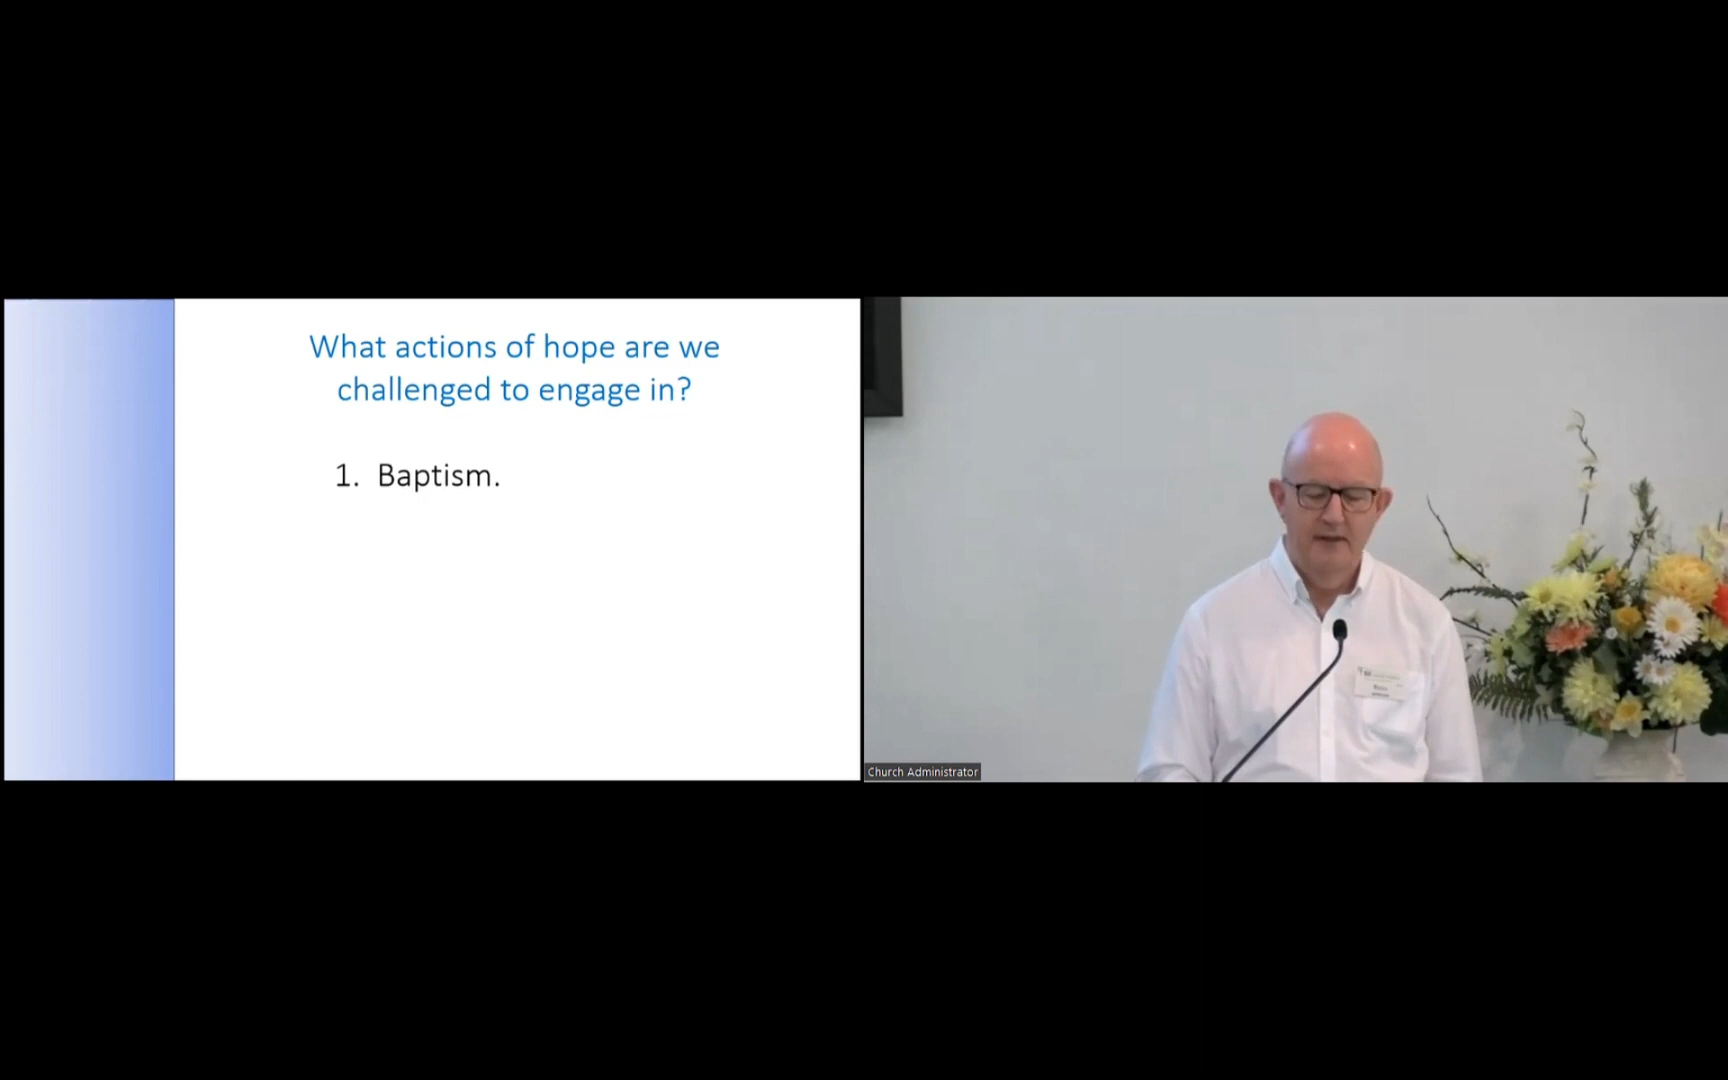 What actions of hope are we
challenged to engage in?
1. Baptism.
Church Administrator